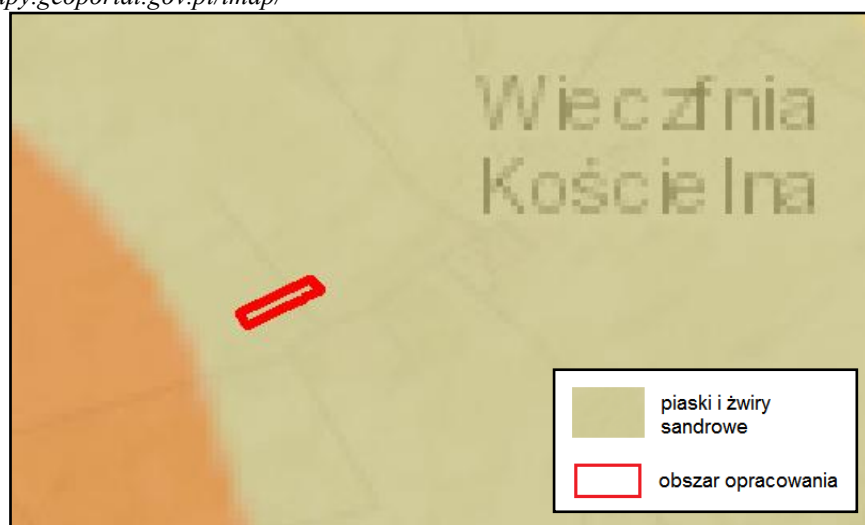 Wieczfnia
Kościelna
piaski i żwiry
sandrowe
obszar opracowania